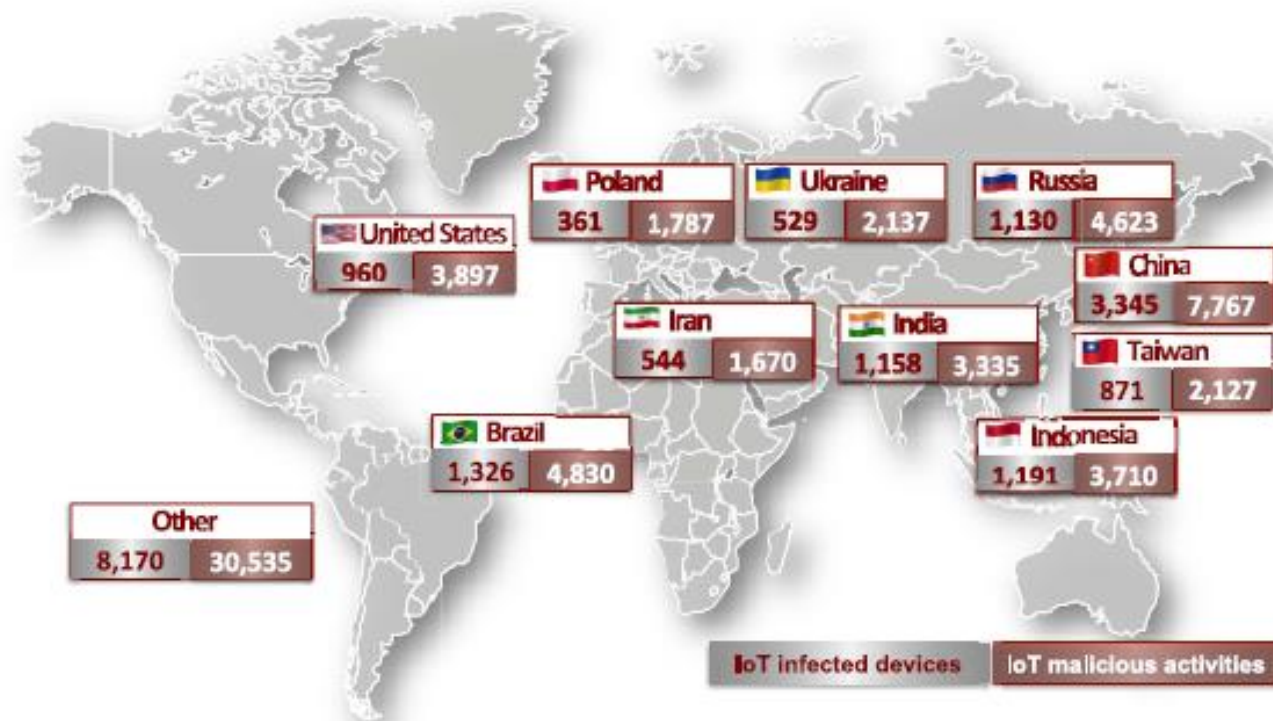 Poland
361 1,787
Ukraine
529 2,137
Russia
1,130 4,623
United States
960 3,897
China
3,345 7,767
Iran
544 1,670
India
1,158 3,335
Taiwan
871 2,127
Brazil
1,326 4,830
Indonesia
1,191 3,710
Other
8,170 30,535
IoT infected devices IoT malicious activities